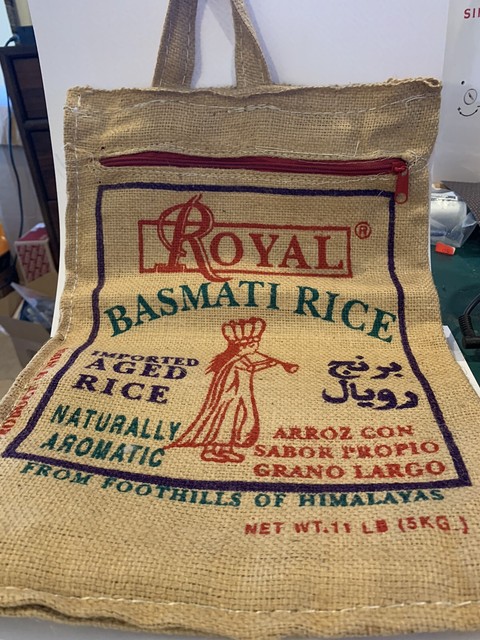 ROYAL®
BASMATI RICE
IMPORTED
AGED
RICE
برنج
رويال
NATURALLY
AROMATIC
ARROZ CON
SABOR PROPIO
GRANO LARGO
FROM FOOTHILLS OF HIMALAYAS
NET WT.11 LB (5KG.)